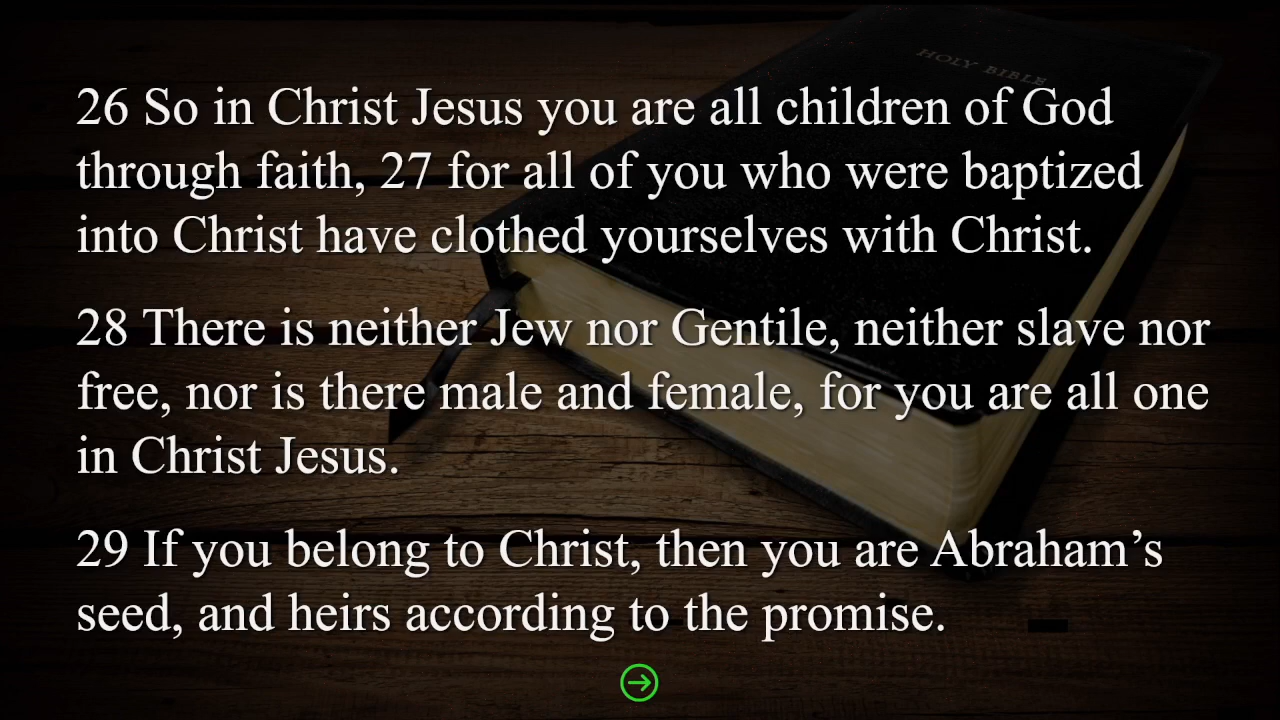 HOLY BIBLE
26 So in Christ Jesus you are all children of God
through faith, 27 for all of you who were baptized
into Christ have clothed yourselves with Christ.
28 There is neither Jew nor Gentile, neither slave nor
free, nor is there male and female, for you are all one
in Christ Jesus.
29 If you belong to Christ, then you are Abraham’s
seed, and heirs according to the promise.